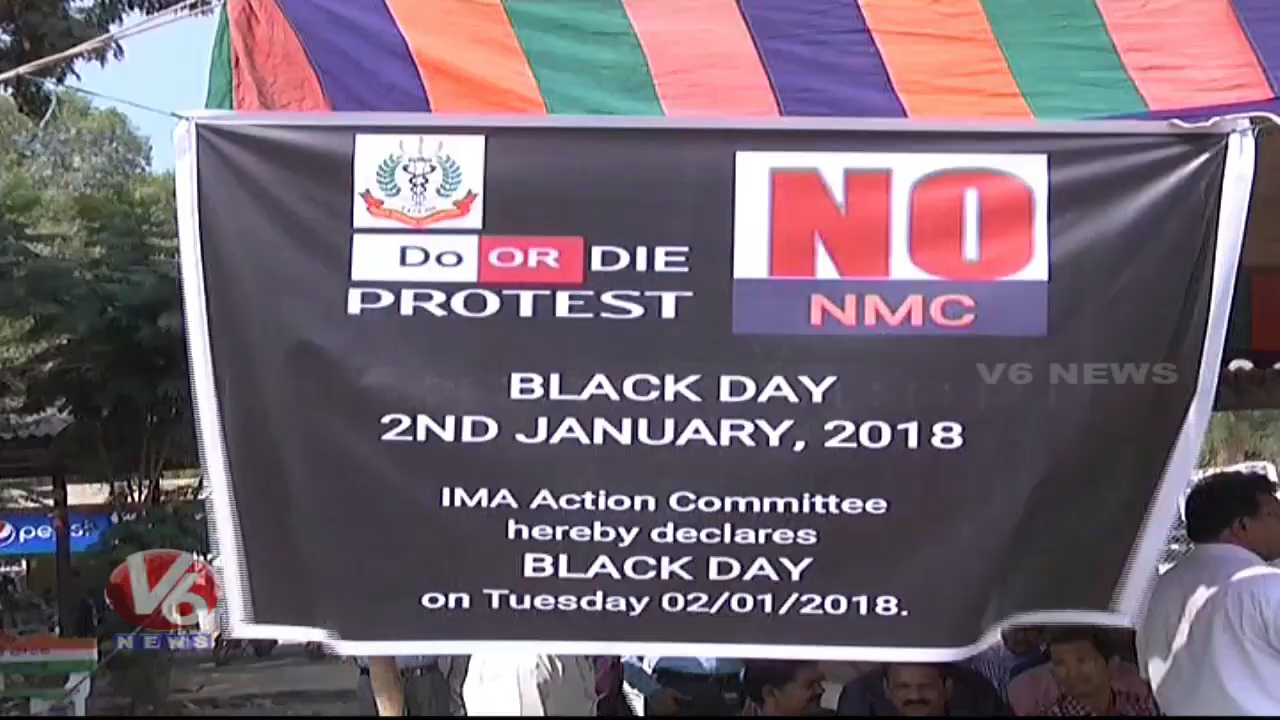 Do OR DIE
PROTEST
NO
NMC
BLACK DAY
2ND JANUARY, 2018
V6 NEWS
IMA Action Committee
hereby declares
BLACK DAY
on Tuesday 02/01/2018.
pepsi
V6
NEWS